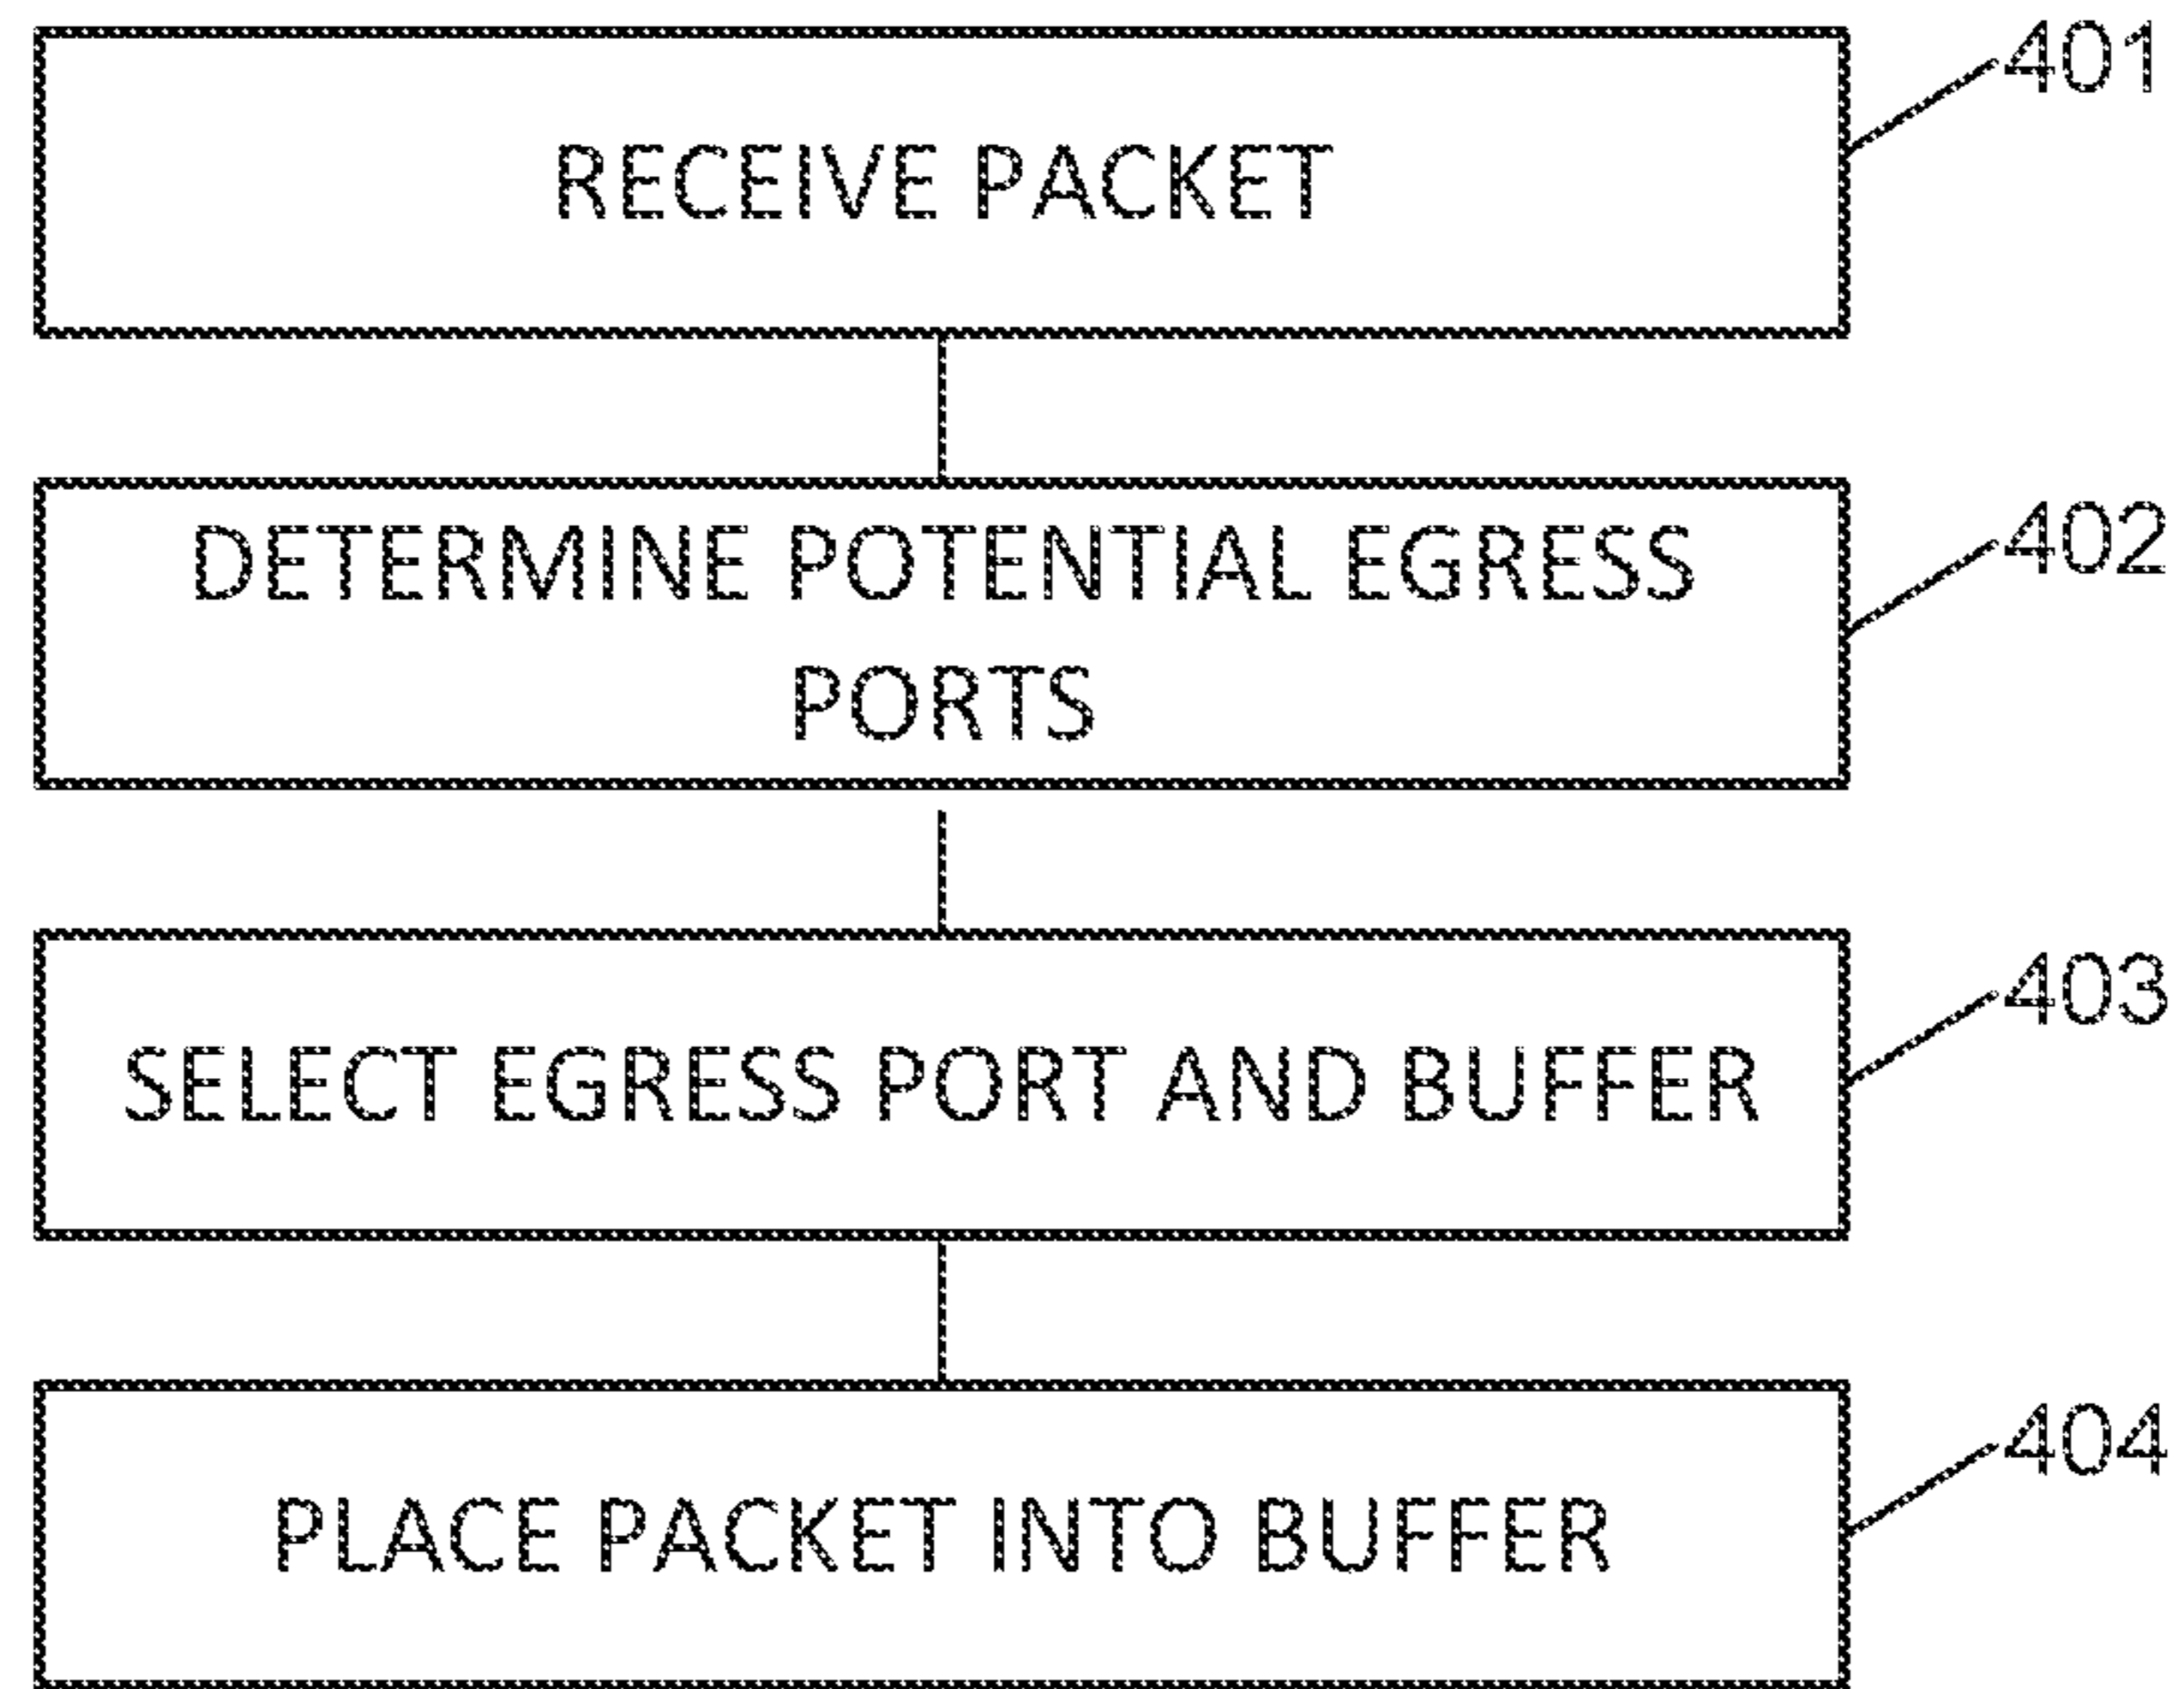 401
RECEIVE PACKET
402
DETERMINE POTENTIAL EGRESS
PORTS
403
SELECT EGRESS PORT AND BUFFER
404
PLACE PACKET INTO BUFFER